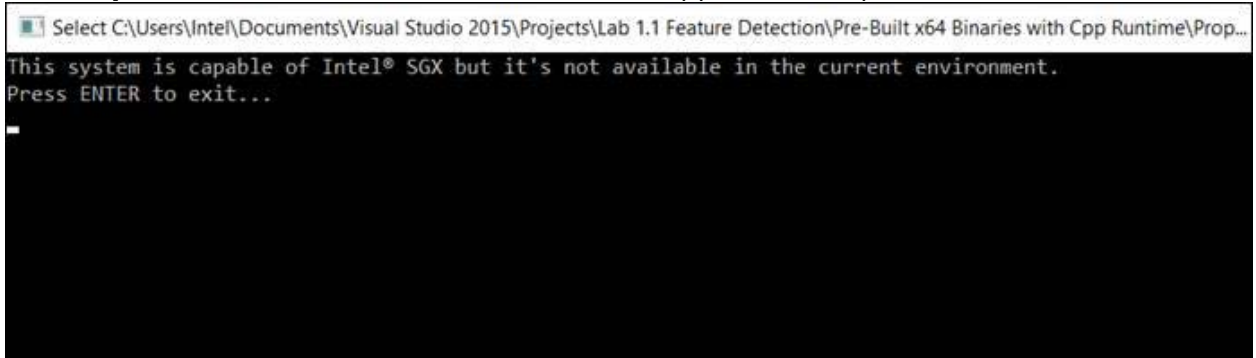 Select C:\Users\Intel\Documents\Visual Studio 2015\Projects\Lab 1.1 Feature Detection\Pre-Built x64 Binaries with Cpp Runtime\Prop...
This system is capable of Intel® SGX but it's not available in the current environment.
Press ENTER to exit...